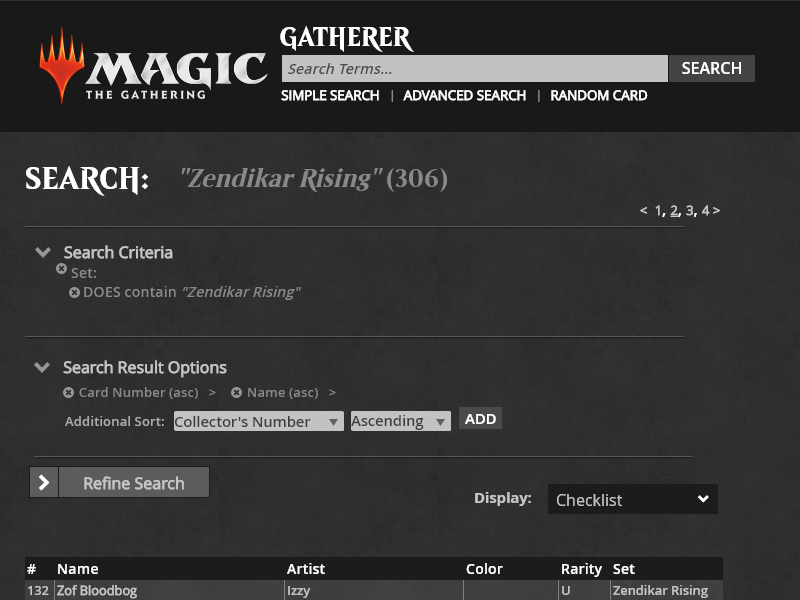 GATHERER
MAGIC
THE GATHERING
Search Terms...
SEARCH
SIMPLE SEARCH | ADVANCED SEARCH | RANDOM CARD
SEARCH: "Zendikar Rising" (306)
< 1, 2, 3, 4 >
Search Criteria
Set:
DOES contain "Zendikar Rising"
Search Result Options
Card Number (asc) > Name (asc) >
Additional Sort: Collector's Number Ascending ADD
Refine Search
Display: Checklist
# Name Artist Color Rarity Set
132 Zof Bloodbog Izzy U Zendikar Rising